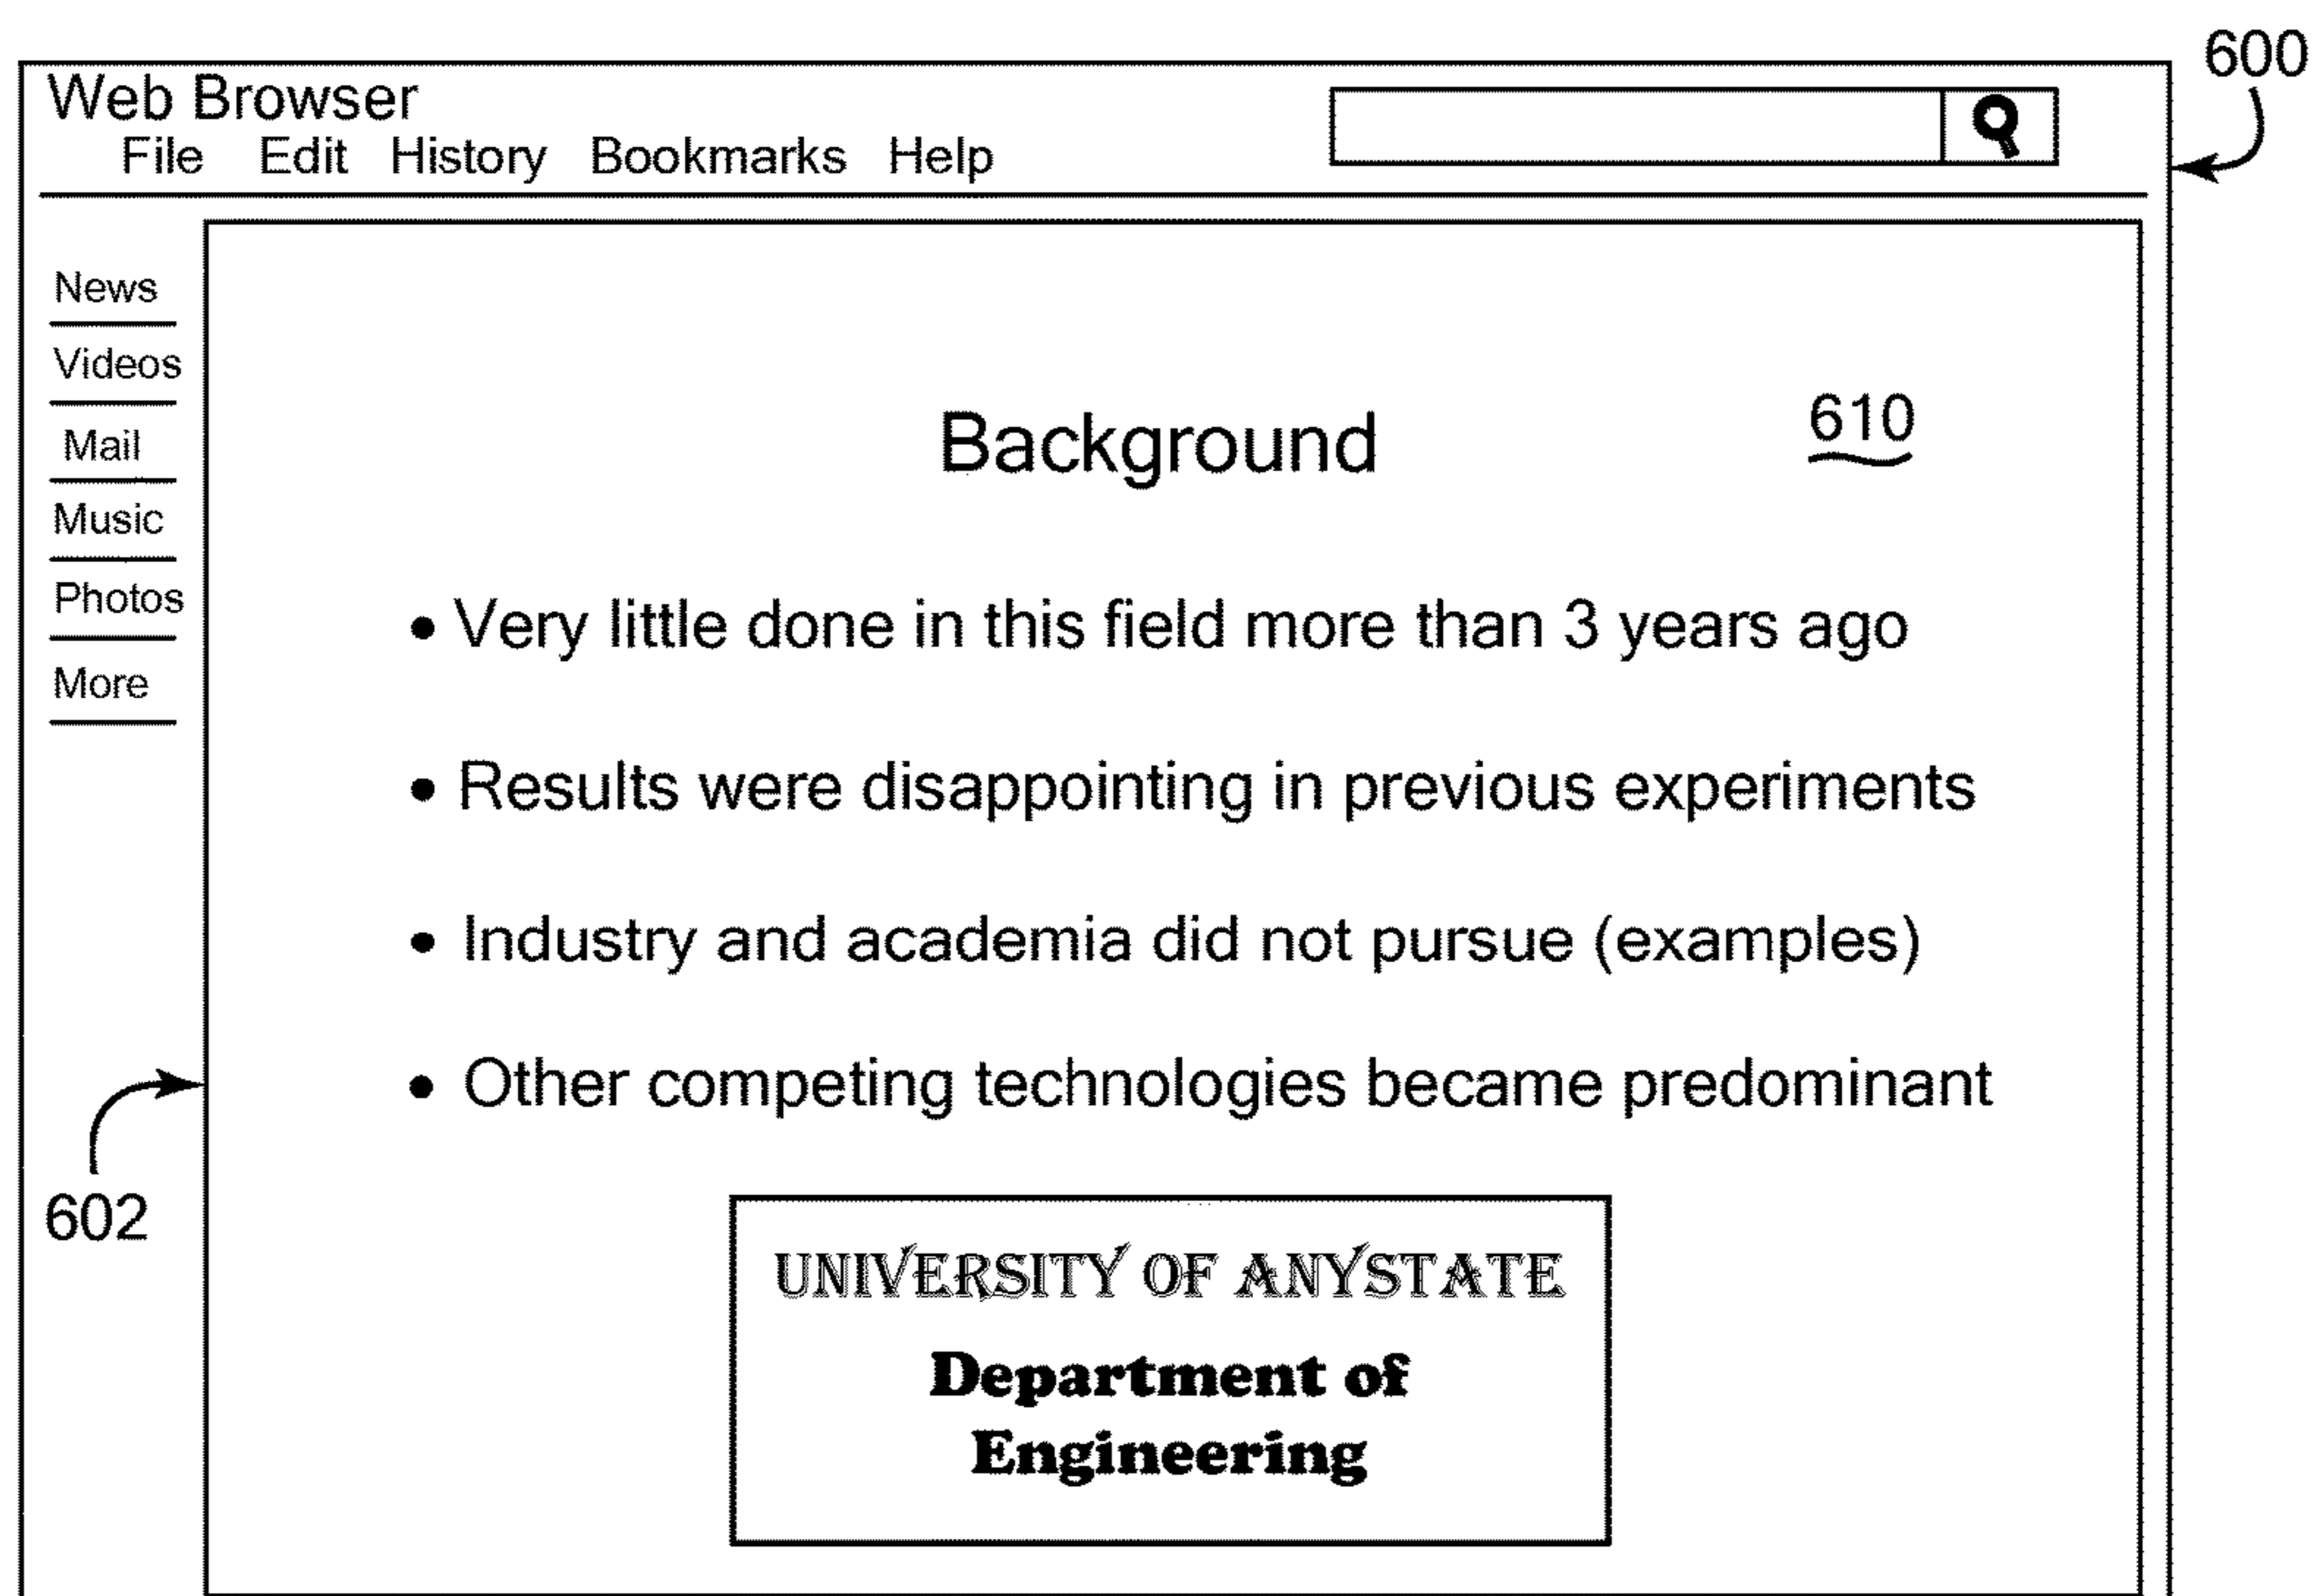 600
Web Browser
File Edit History Bookmarks Help
News
Videos
Mail
Music
Photos
More
Background
610
• Very little done in this field more than 3 years ago
• Results were disappointing in previous experiments
• Industry and academia did not pursue (examples)
• Other competing technologies became predominant
602
UNIVERSITY OF ANYSTATE
Department of
Engineering